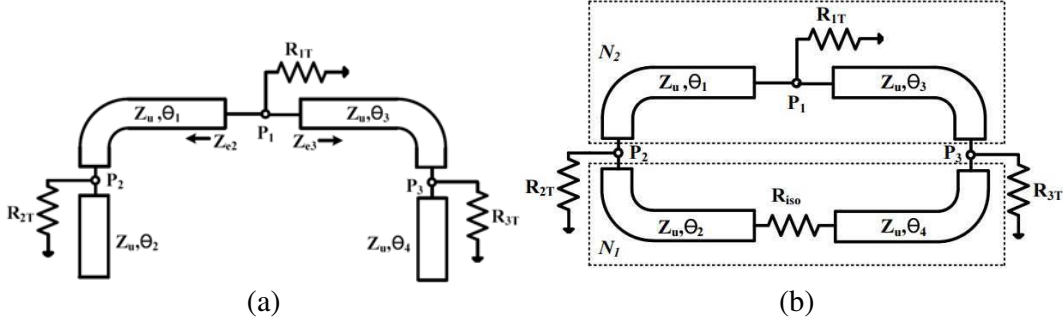 R1T
Zu ,ϴ1
Zu,ϴ3
Ze2
P1
Ze3
P2
R2T
P3
R3T
Zu,ϴ2
Zu,ϴ4
(a)
R1T
N2
Zu ,ϴ1
Zu,ϴ3
P1
P2
P3
R2T
R3T
Riso
Zu,ϴ2
Zu,ϴ4
N1
(b)